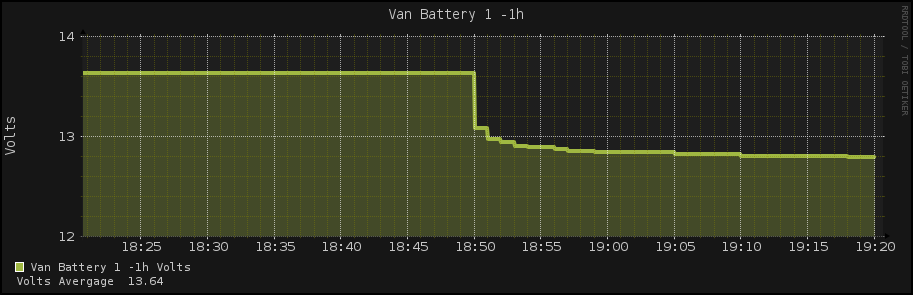 Van Battery 1 -1h
RRDTOOL / TOBI OETIKER
Volts
14
13
12
18:25 18:30 18:35 18:40 18:45 18:50 18:55 19:00 19:05 19:10 19:15 19:20
Van Battery 1 -1h Volts
Volts Avergage 13.64